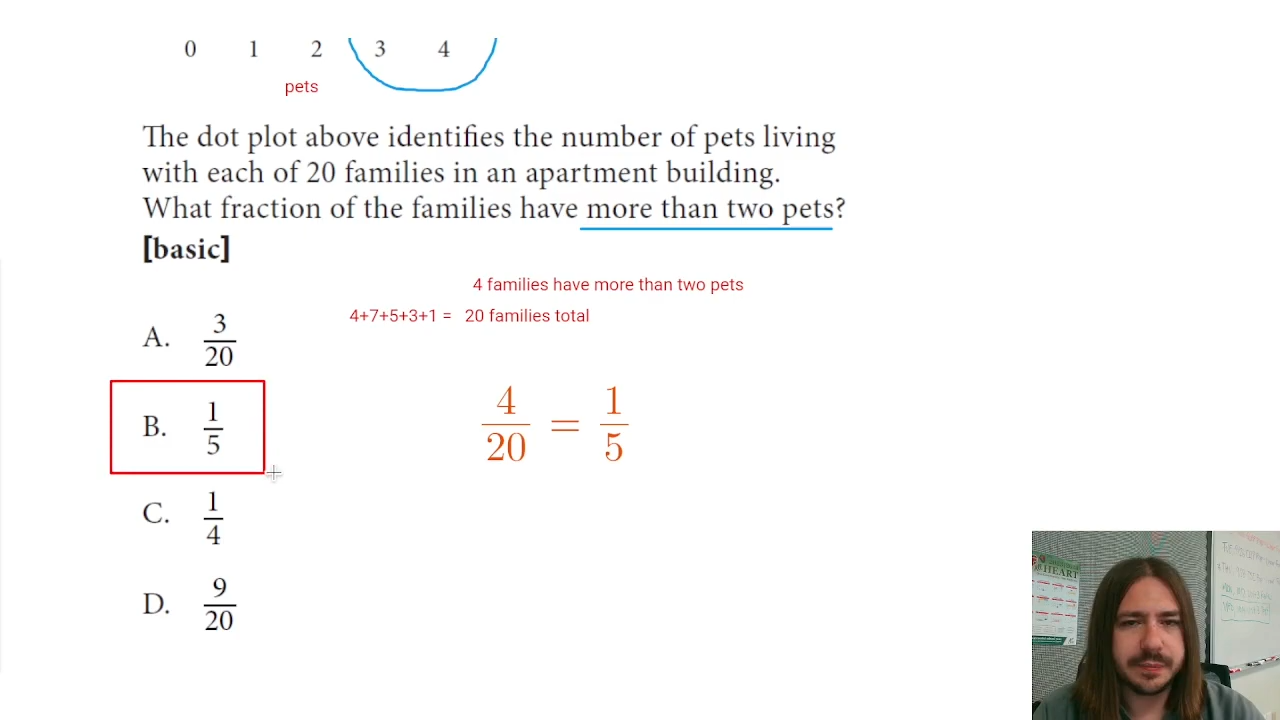 0 1 2 3 4
pets
The dot plot above identifies the number of pets living
with each of 20 families in an apartment building.
What fraction of the families have more than two pets?
[basic]
4 families have more than two pets
4+7+5+3+1 = 20 families total
A. 3/20
B. 1/5
4/20 = 1/5
C. 1/4
D. 9/20
HEART